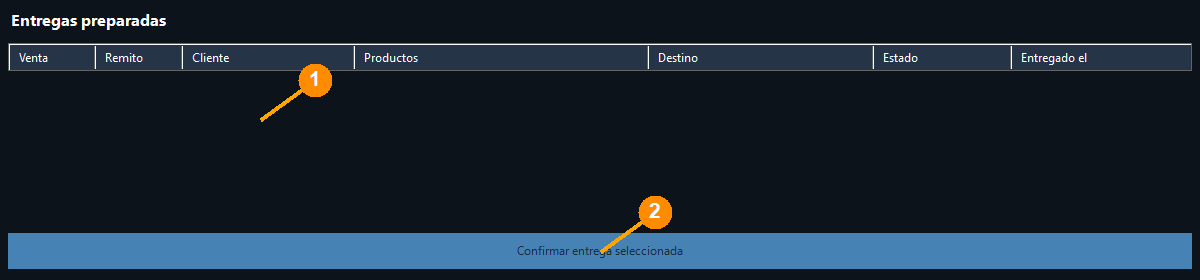 Entregas preparadas
Venta Remito Cliente Productos Destino Estado Entregado el
1
2
Confirmar entrega seleccionada